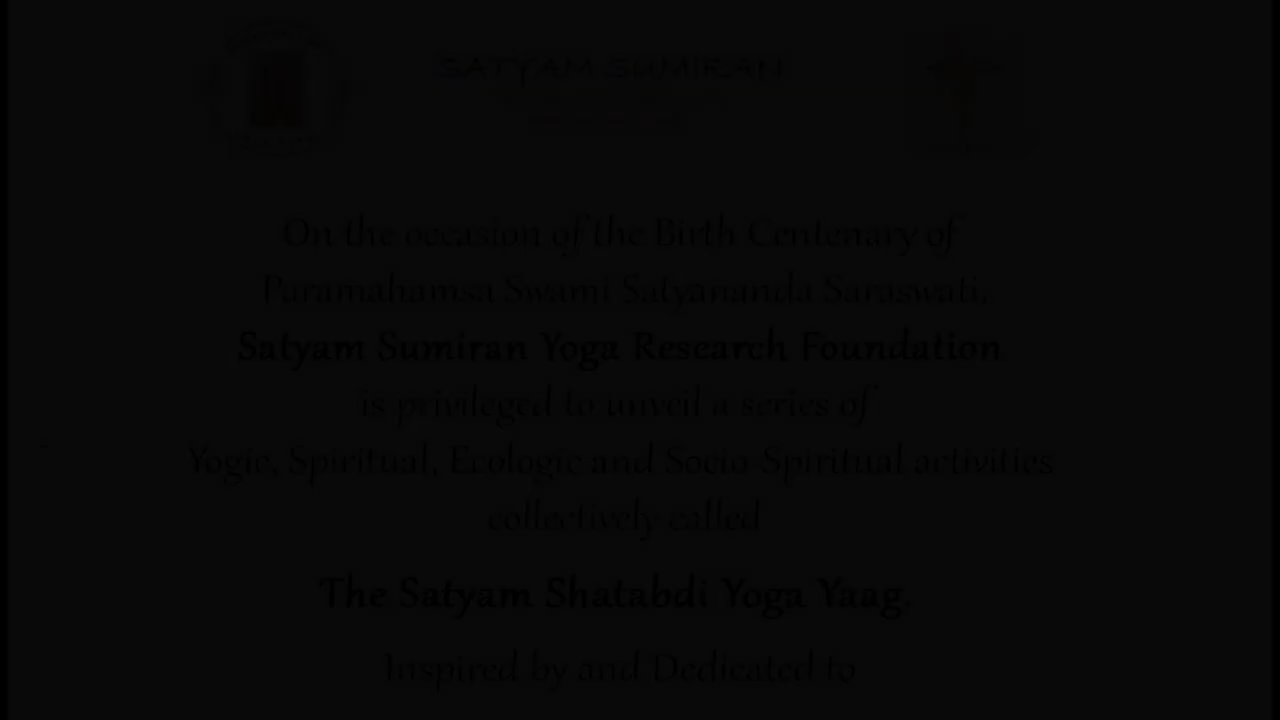 SATYAM SUMIRAN
On the occasion of the Birth Centenary of
Paramahamsa Swami Satyananda Saraswati,
Satyam Sumiran Yoga Research Foundation
is privileged to unveil a series of
Yogic, Spiritual, Ecologic and Socio-Spiritual activities
collectively called
The Satyam Shatabdi Yoga Yaag.
Inspired by and Dedicated to